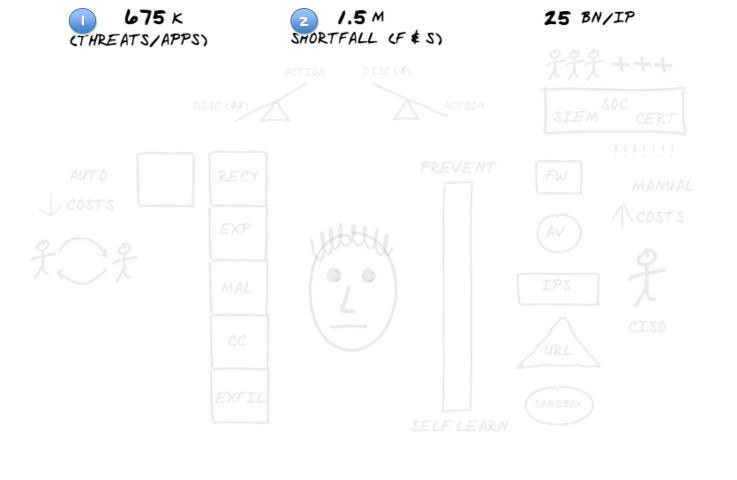 1 675 K
(THREATS/APPS)
2 1.5 M
SHORTFALL (F & S)
25 BN/IP
ACTION
DISC ($)
DISC ($$)
ACTION
SOC
SIEM
CERT
!!!!!!!
PREVENT
AUTO
↓ COSTS
RECY
EXP
MAL
CC
EXFIL
FW
AV
IPS
URL
SANDBOX
MANUAL
↑ COSTS
CISO
SELF LEARN